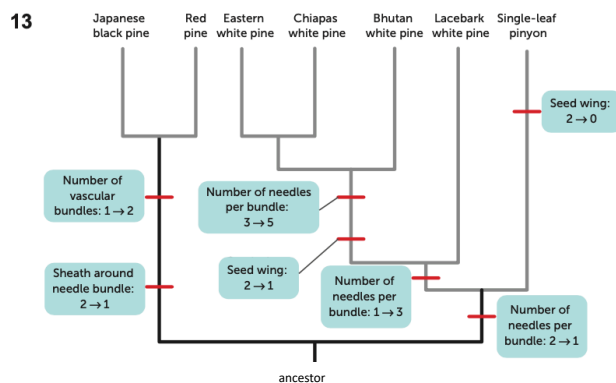 13
Japanese
black pine
Red
pine
Eastern
white pine
Chiapas
white pine
Bhutan
white pine
Lacebark
white pine
Single-leaf
pinyon
Seed wing:
2 → 0
Number of
vascular
bundles: 1 → 2
Number of needles
per bundle:
3 → 5
Sheath around
needle bundle:
2 → 1
Seed wing:
2 → 1
Number of
needles per
bundle: 1 → 3
Number of
needles per
bundle: 2 → 1
ancestor